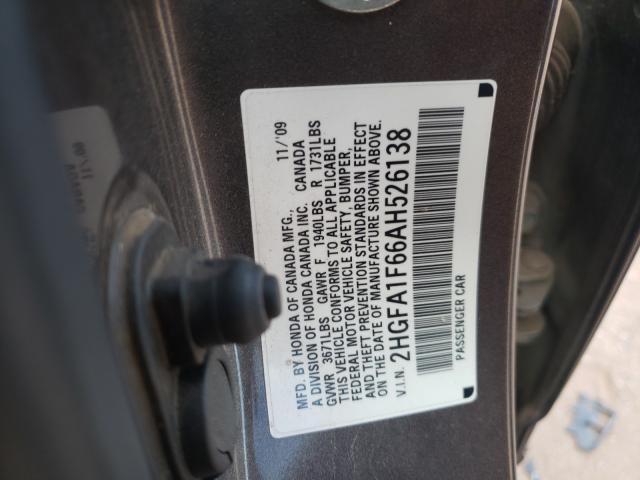 MFD. BY HONDA OF CANADA MFG., 11/'09
A DIVISION OF HONDA CANADA INC. CANADA
GVWR 3671LBS GAWR F 1940LBS R 1731LBS
THIS VEHICLE CONFORMS TO ALL APPLICABLE
FEDERAL MOTOR VEHICLE SAFETY, BUMPER,
AND THEFT PREVENTION STANDARDS IN EFFECT
ON THE DATE OF MANUFACTURE SHOWN ABOVE.
V.I.N. 2HGFA1F66AH526138
PASSENGER CAR